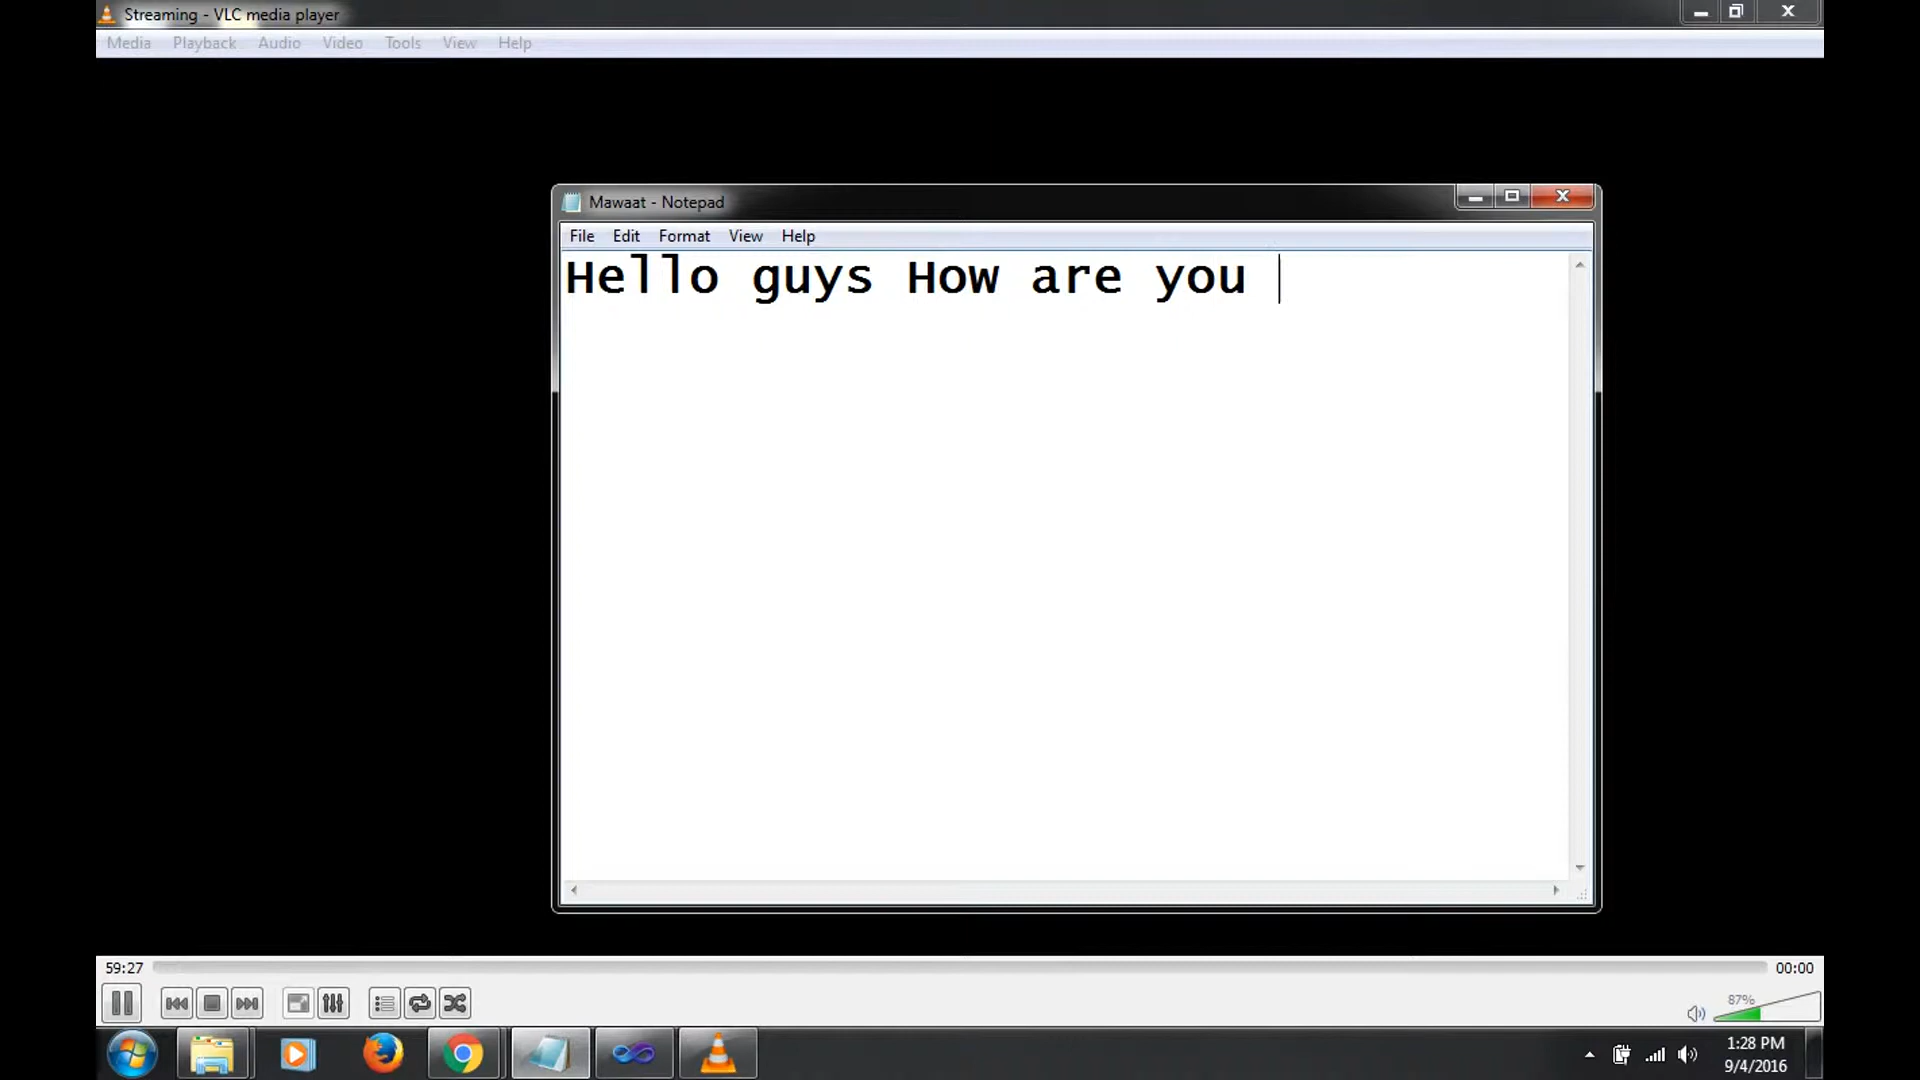 Streaming - VLC media player
Media Playback Audio Video Tools View Help
Mawaat - Notepad
File Edit Format View Help
Hello guys How are you
59:27 00:00
87%
1:28 PM
9/4/2016